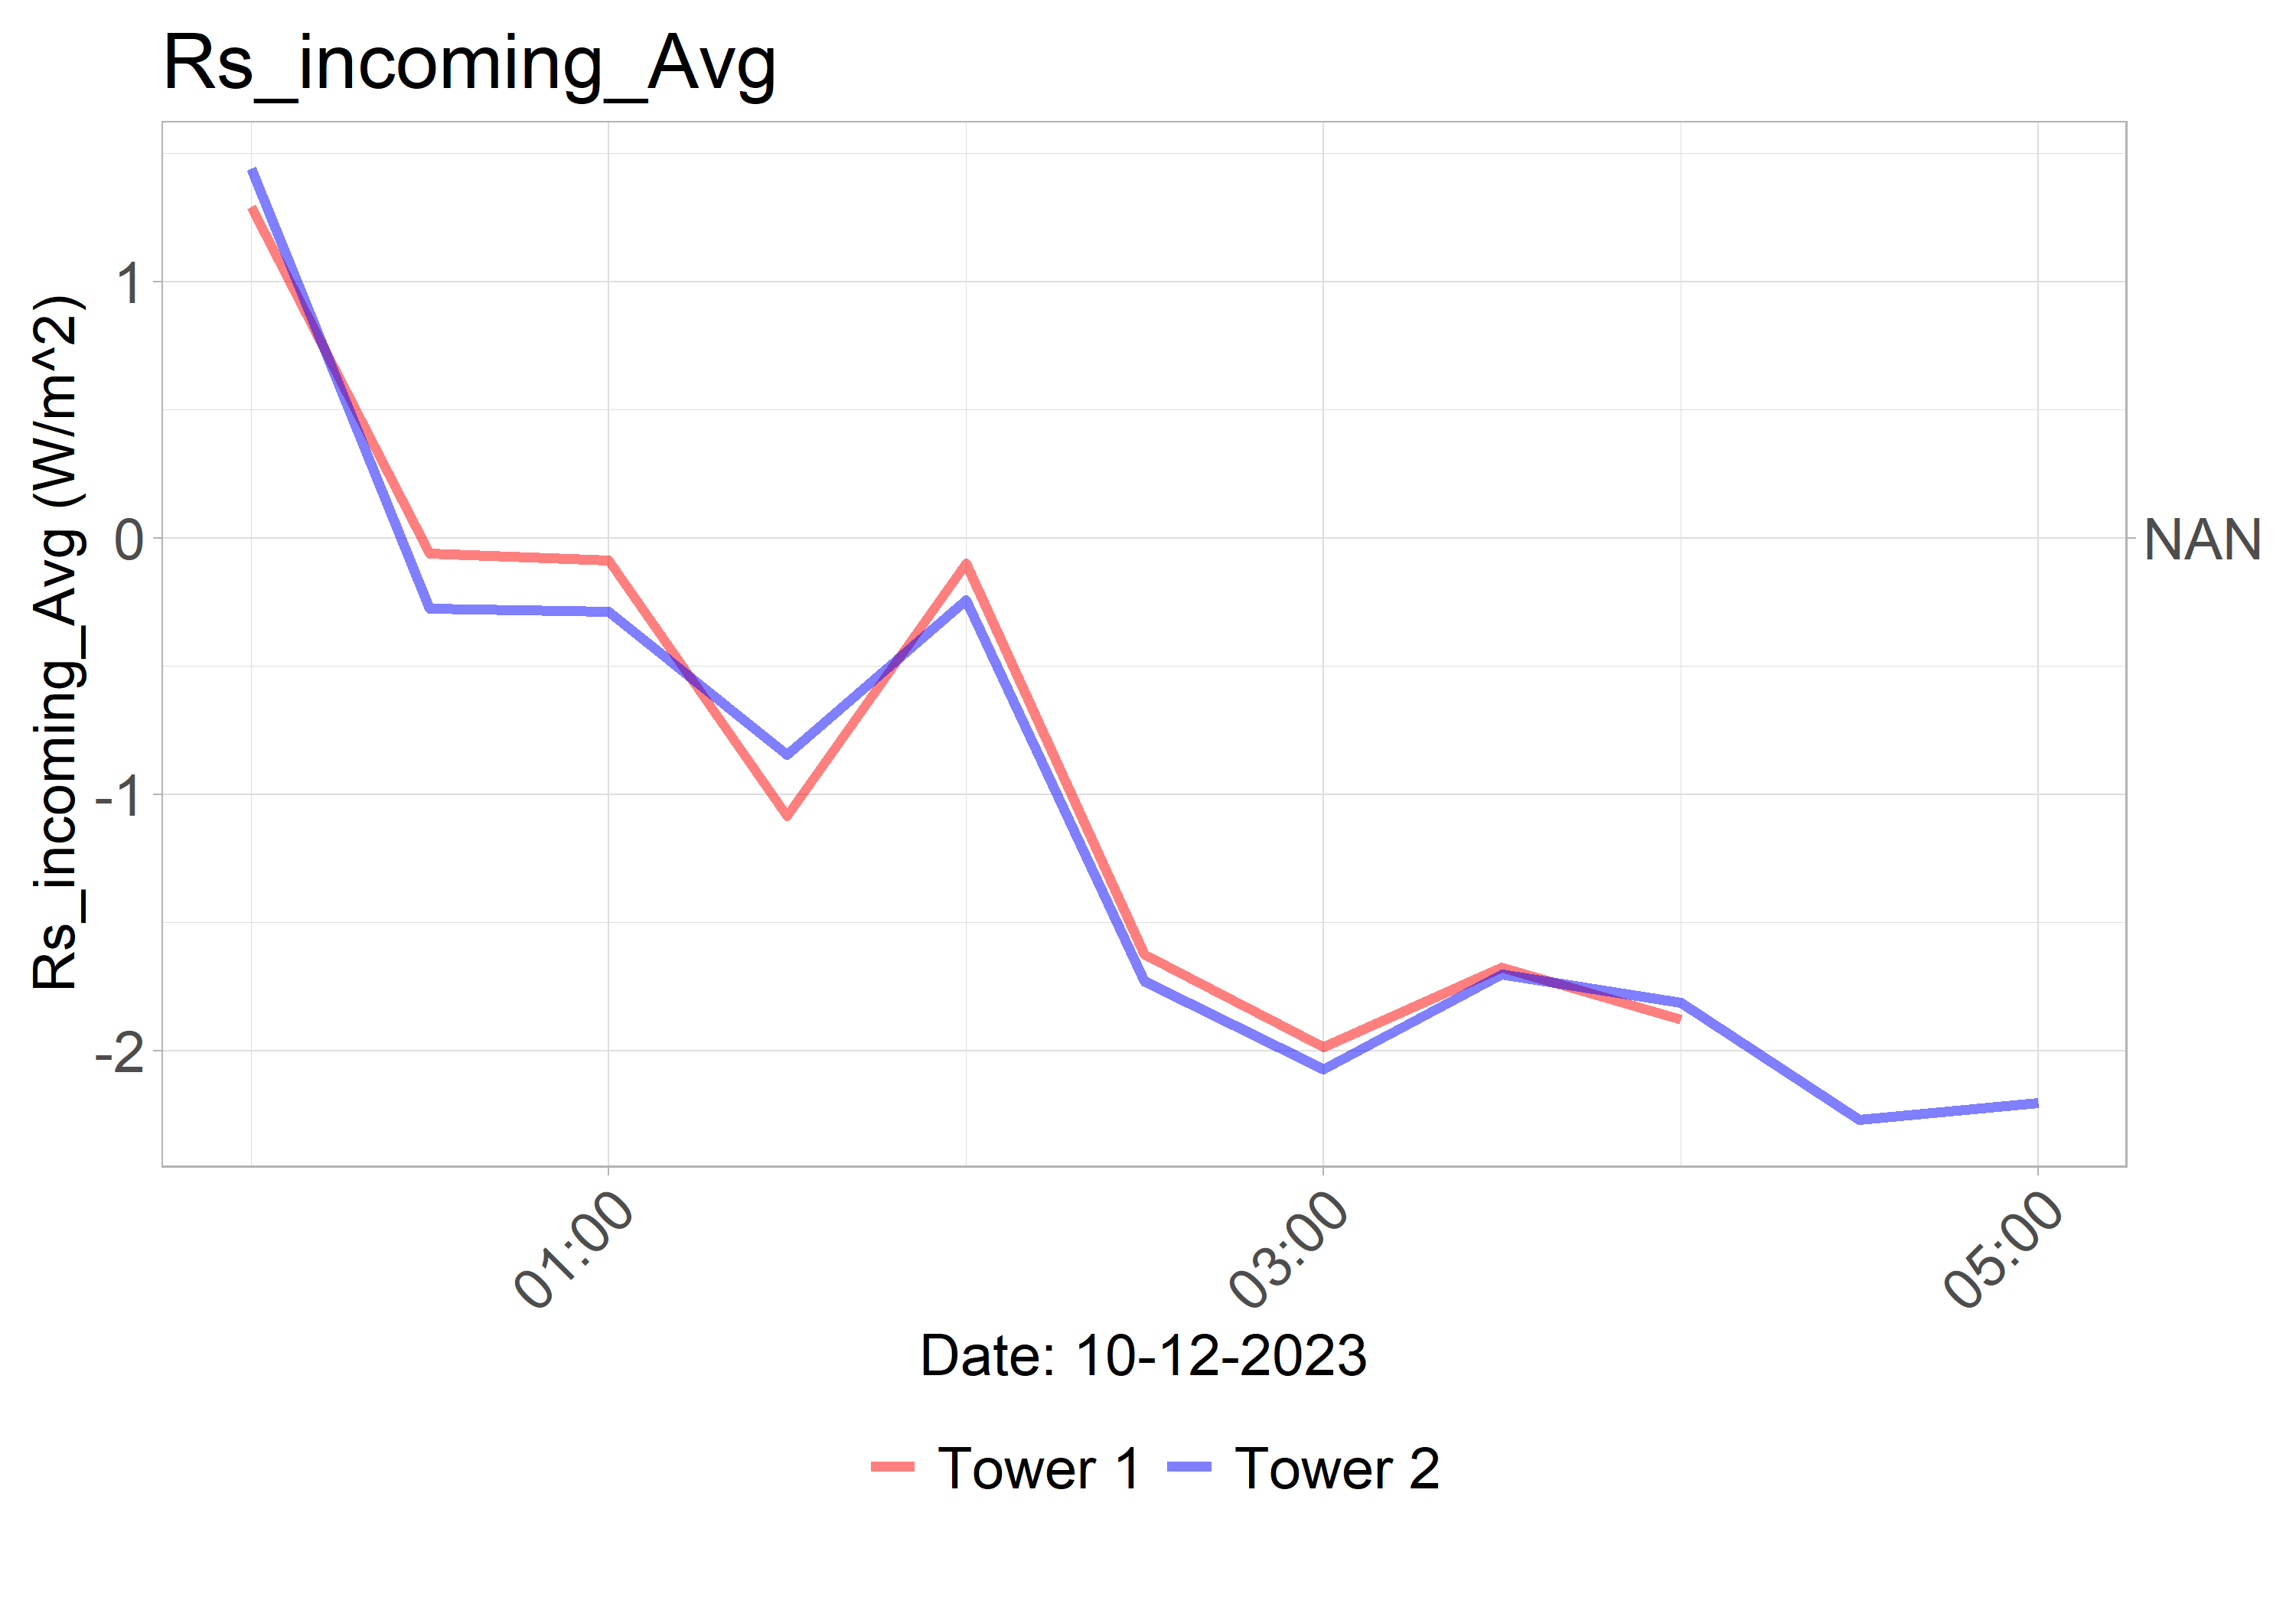 Rs_incoming_Avg
Rs_incoming_Avg (W/m^2)
1
0
-1
-2
NAN
01:00
03:00
05:00
Date: 10-12-2023
Tower 1
Tower 2